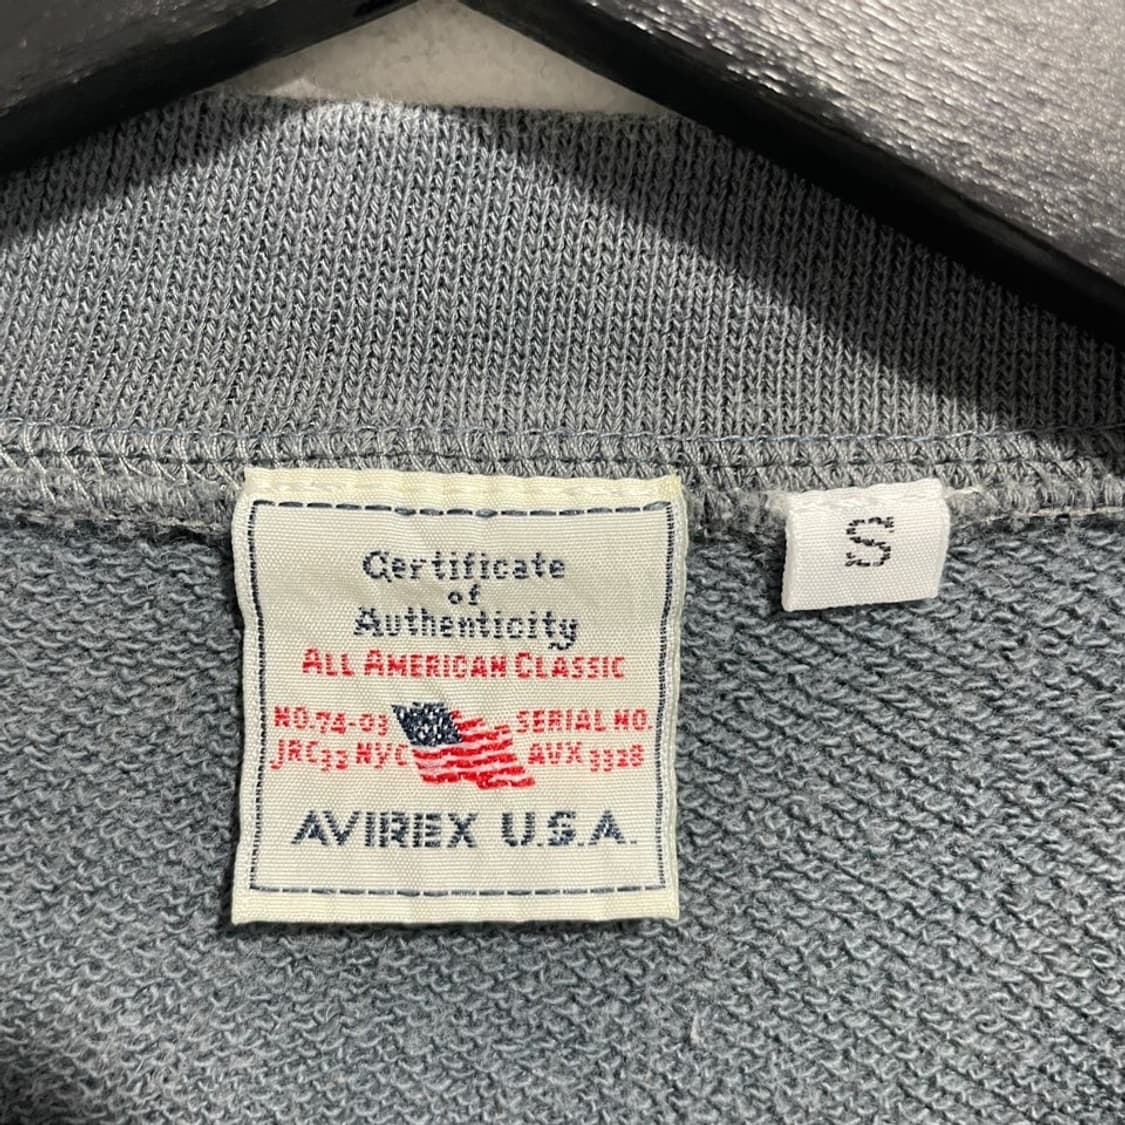 Certificate
of
Authenticity
ALL AMERICAN CLASSIC
NO.74-03 SERIAL NO.
JRC33 NYC AVX 3328
AVIREX U.S.A.
S